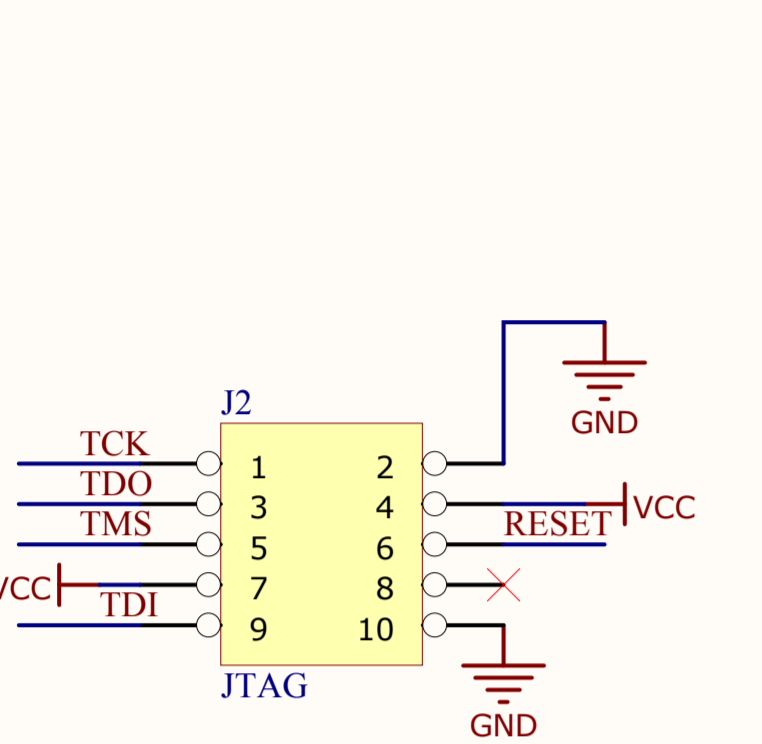 GND
J2
TCK 1 2
TDO 3 4 VCC
TMS 5 6 RESET
VCC 7 8
TDI 9 10
JTAG
GND